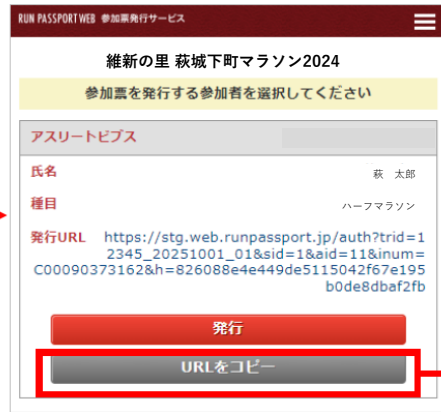 RUN PASSPORTWEB 参加票発行サービス
維新の里 萩城下町マラソン2024
参加票を発行する参加者を選択してください
アスリートビブス
氏名 萩 太郎
種目 ハーフマラソン
発行URL https://stg.web.runpassport.jp/auth?trid=1
2345_20251001_01&sid=1&aid=11&inum=
C00090373162&h=826088e4e449de5115042f67e195
b0de8dbaf2fb
発行
URLをコピー